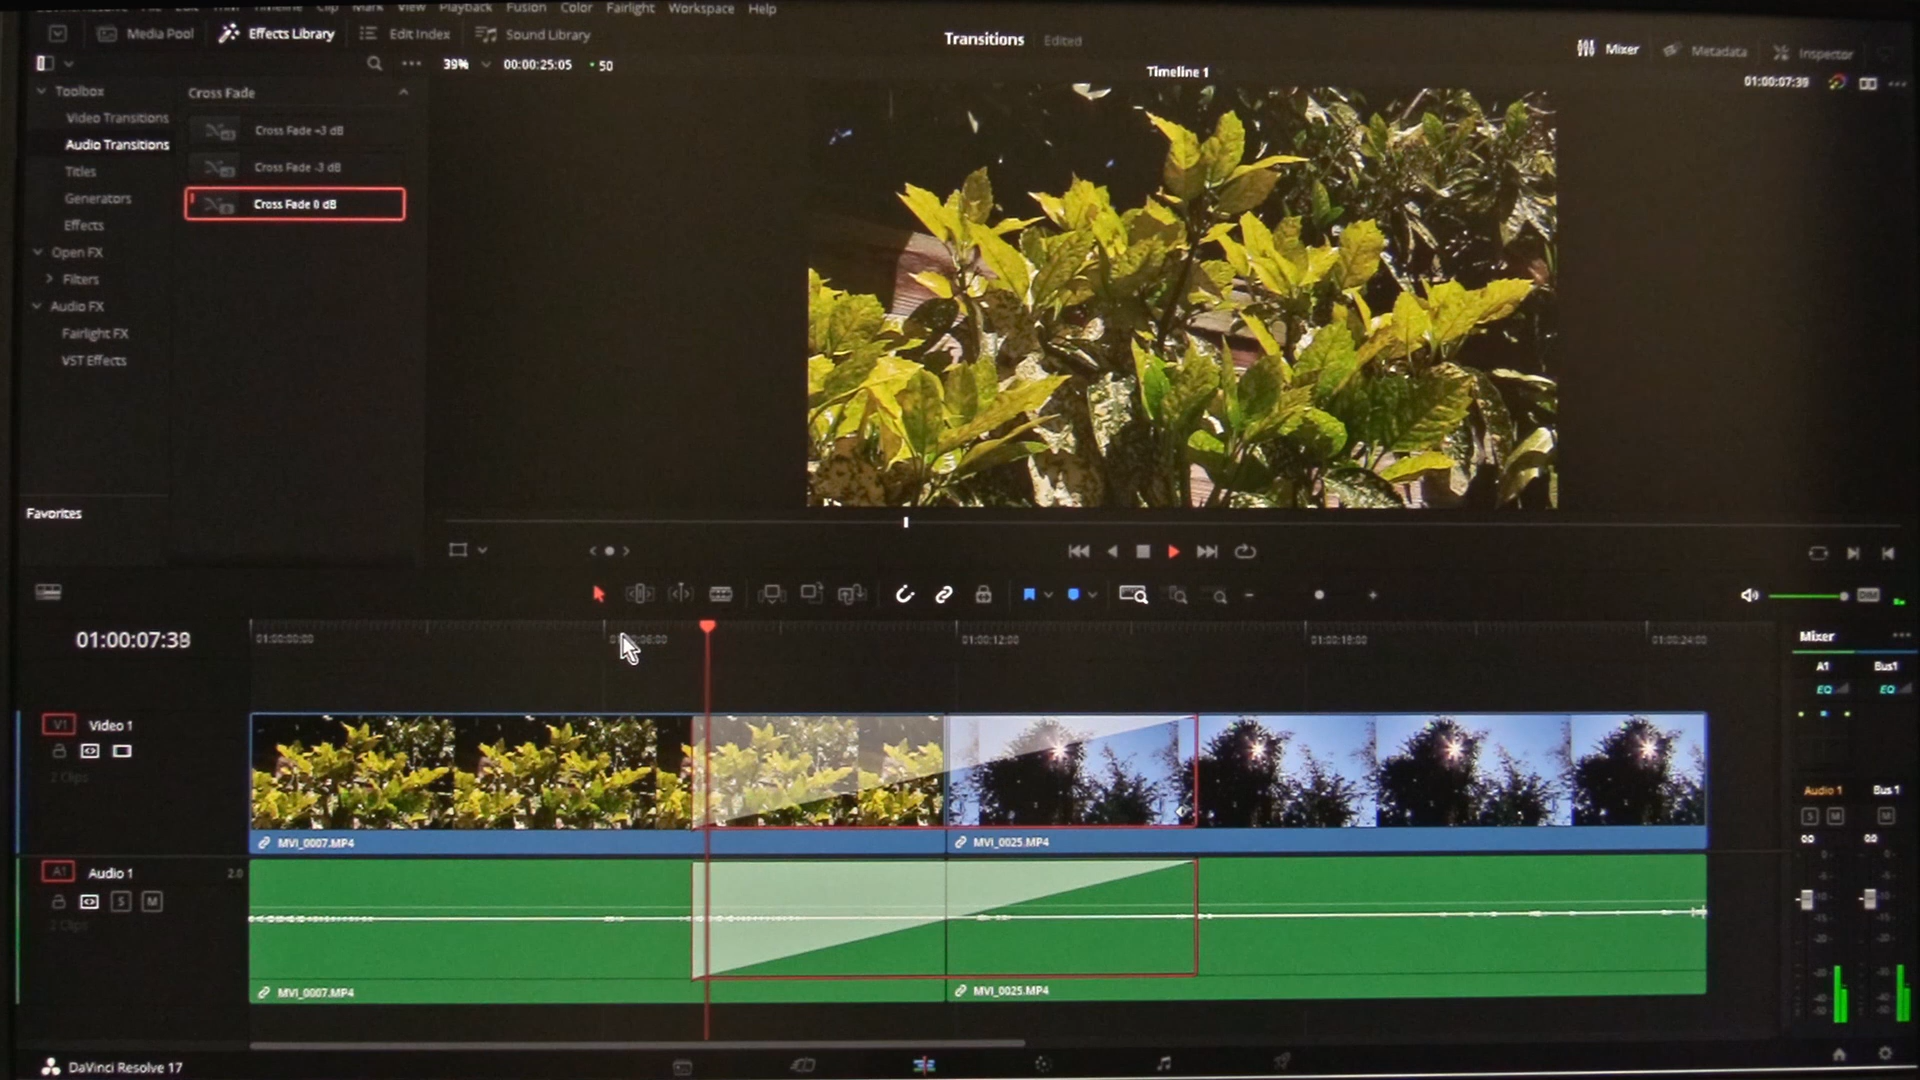 Trim Timeline Clip Mark View Playback Fusion Color Fairlight Workspace Help
Media Pool Effects Library Edit Index Sound Library
Transitions Edited
Mixer Metadata Inspector
39% 00:00:25:05 50
Timeline 1
01:00:07:39
Toolbox
Video Transitions
Audio Transitions
Titles
Generators
Effects
Open FX
Filters
Audio FX
Fairlight FX
VST Effects
Favorites
Cross Fade
Cross Fade +3 dB
Cross Fade -3 dB
Cross Fade 0 dB
DIM
01:00:07:38
01:00:00:00 01:00:06:00 01:00:12:00 01:00:18:00 01:00:24:00
V1 Video 1
2 Clips
MVI_0007.MP4 MVI_0025.MP4
A1 Audio 1 2.0
S M
2 Clips
MVI_0007.MP4 MVI_0025.MP4
Mixer
A1 Bus1
EQ EQ
Audio 1 Bus 1
S M M
DaVinci Resolve 17